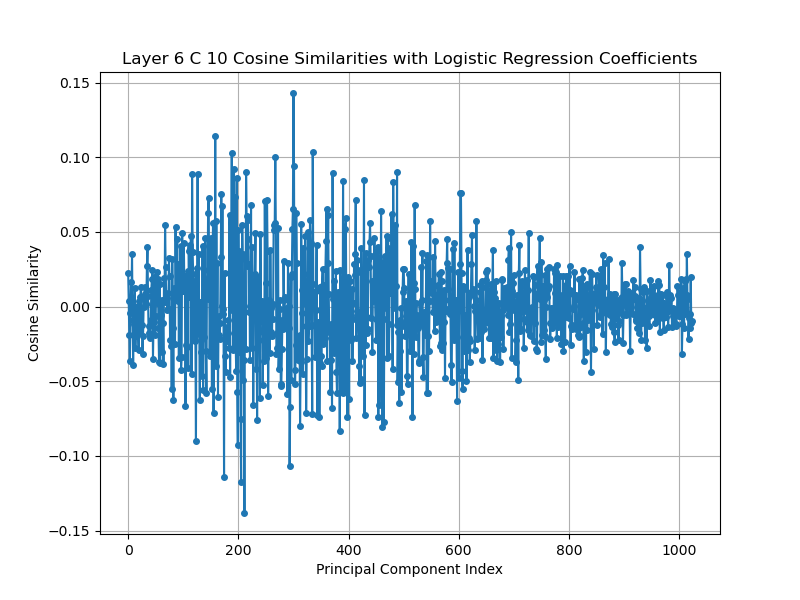 Layer 6 C 10 Cosine Similarities with Logistic Regression Coefficients
0.15
0.10
0.05
0.00
−0.05
−0.10
−0.15
Cosine Similarity
0 200 400 600 800 1000
Principal Component Index